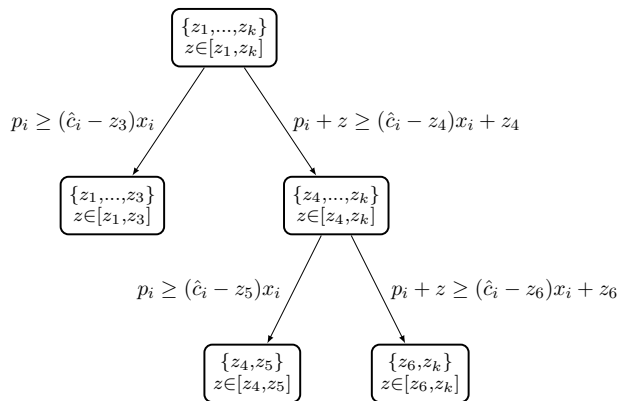 {z₁,...,zₖ}
z∈[z₁,zₖ]
pᵢ ≥ (ĉᵢ − z₃)xᵢ
pᵢ + z ≥ (ĉᵢ − z₄)xᵢ + z₄
{z₁,...,z₃}
z∈[z₁,z₃]
{z₄,...,zₖ}
z∈[z₄,zₖ]
pᵢ ≥ (ĉᵢ − z₅)xᵢ
pᵢ + z ≥ (ĉᵢ − z₆)xᵢ + z₆
{z₄,z₅}
z∈[z₄,z₅]
{z₆,zₖ}
z∈[z₆,zₖ]